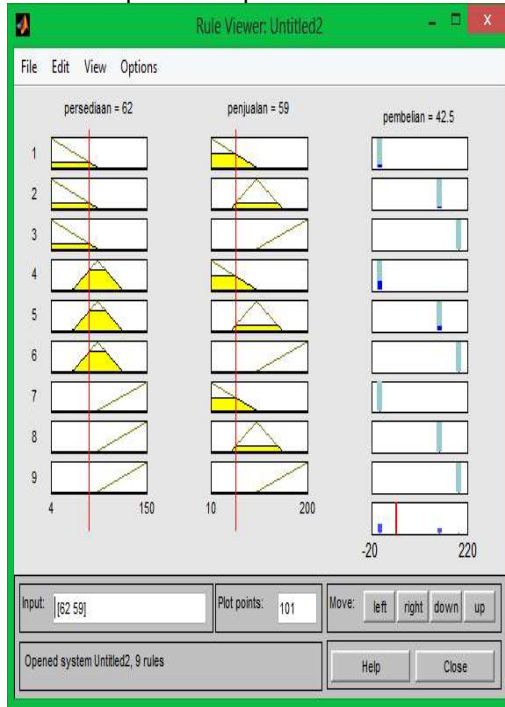 Rule Viewer: Untitled2
File Edit View Options
persediaan = 62 penjualan = 59 pembelian = 42.5
1
2
3
4
5
6
7
8
9
4 150 10 200
-20 220
Input: [62 59] Plot points: 101 Move: left right down up
Opened system Untitled2, 9 rules Help Close